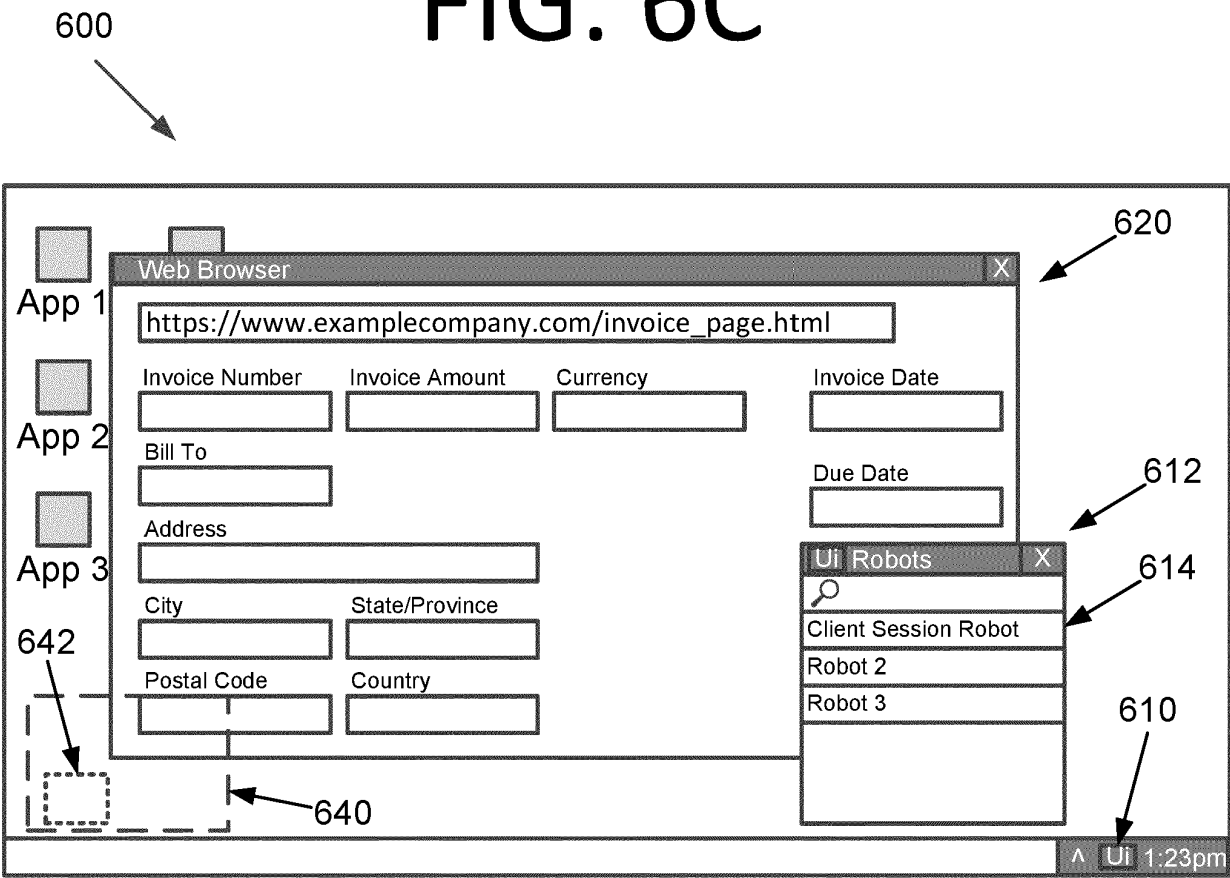 FIG. 6C
600
620
Web Browser X
App 1
https://www.examplecompany.com/invoice_page.html
Invoice Number Invoice Amount Currency Invoice Date
App 2
Bill To
Due Date
612
Address
App 3
Ui Robots X
614
City State/Province
Client Session Robot
642
Postal Code Country
Robot 2
Robot 3
610
640
^ Ui 1:23pm